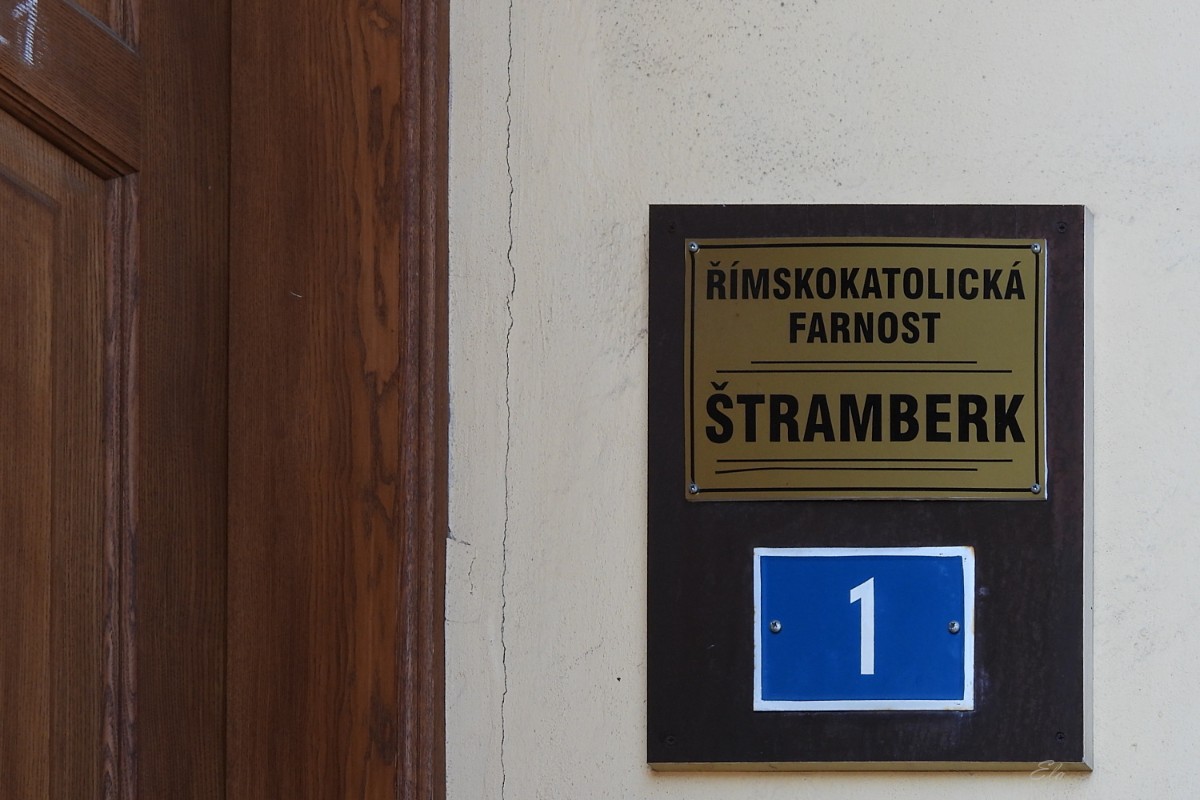 ŘÍMSKOKATOLICKÁ
FARNOST
ŠTRAMBERK
1